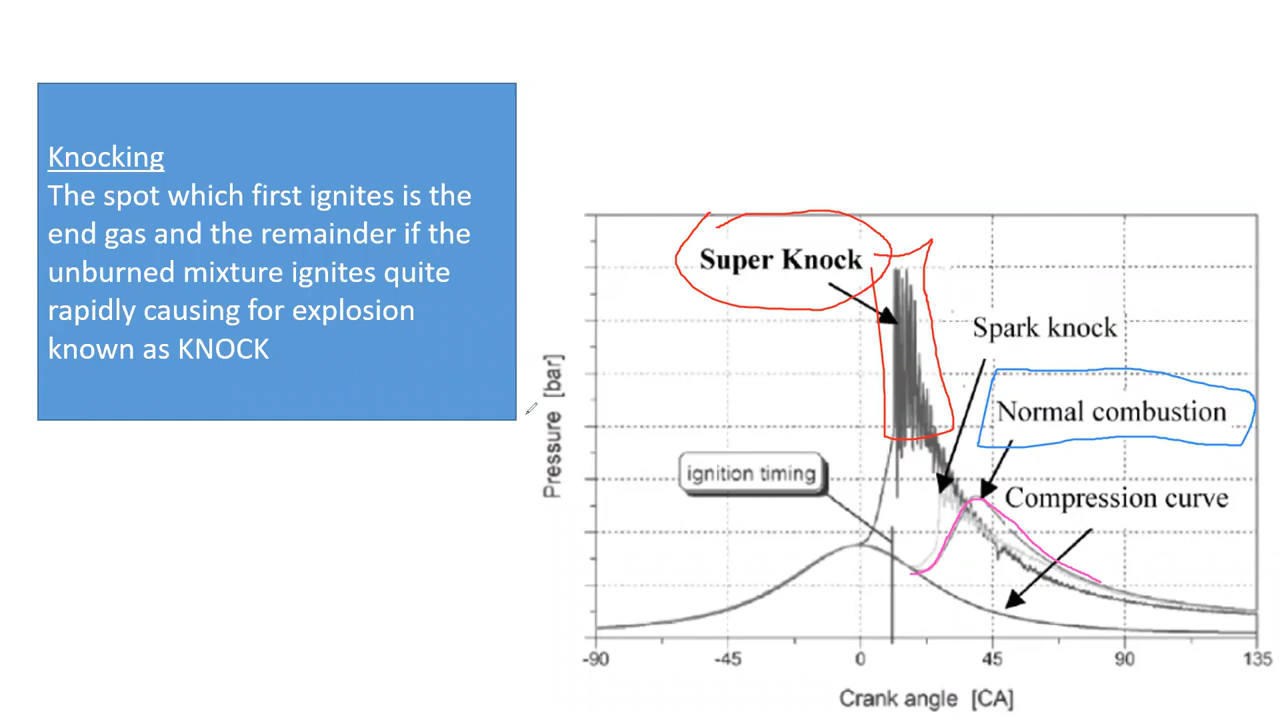 Knocking
The spot which first ignites is the
end gas and the remainder if the
unburned mixture ignites quite
rapidly causing for explosion
known as KNOCK
Super Knock
Spark knock
Normal combustion
ignition timing
Compression curve
Pressure [bar]
-90 -45 0 45 90 135
Crank angle [CA]